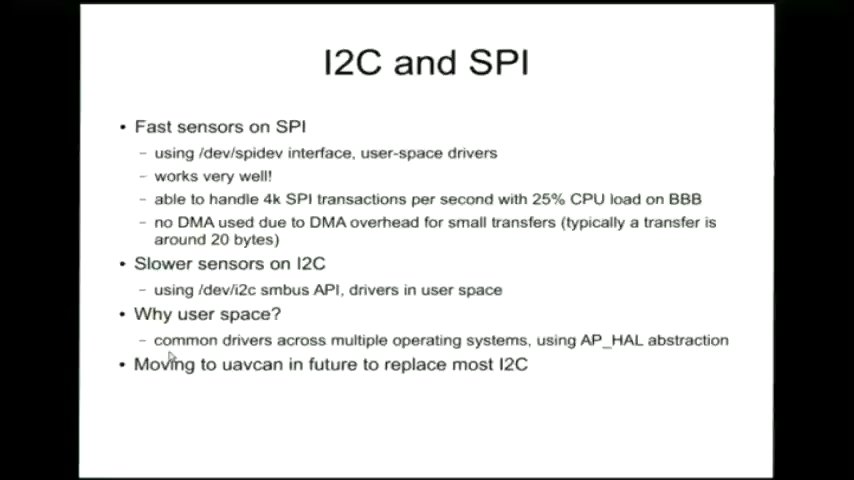 I2C and SPI
• Fast sensors on SPI
– using /dev/spidev interface, user-space drivers
– works very well!
– able to handle 4k SPI transactions per second with 25% CPU load on BBB
– no DMA used due to DMA overhead for small transfers (typically a transfer is
around 20 bytes)
• Slower sensors on I2C
– using /dev/i2c smbus API, drivers in user space
• Why user space?
– common drivers across multiple operating systems, using AP_HAL abstraction
• Moving to uavcan in future to replace most I2C